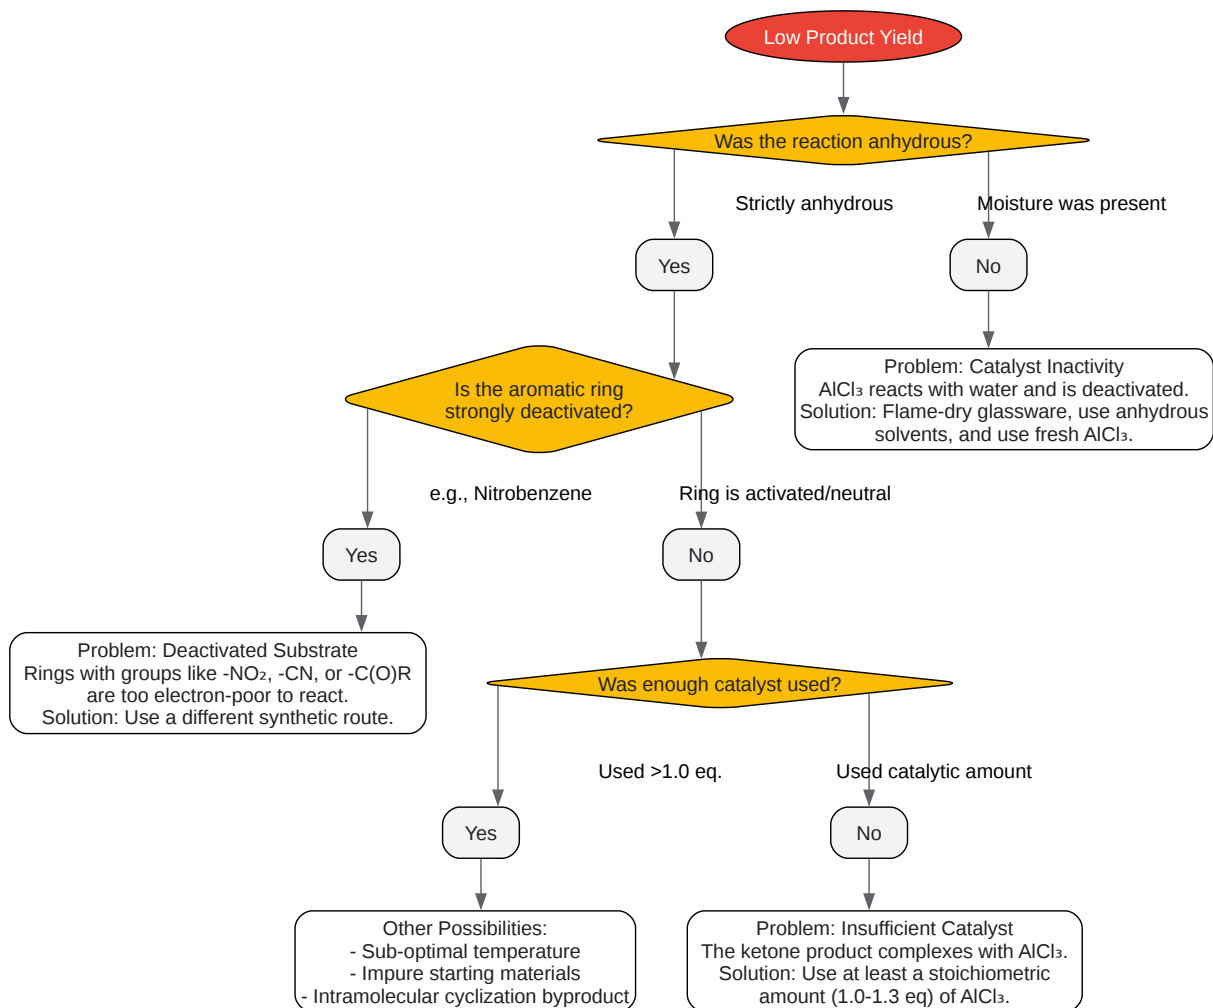 Low Product Yield
Was the reaction anhydrous?
Strictly anhydrous
Moisture was present
Yes
No
Problem: Catalyst Inactivity
AlCl₃ reacts with water and is deactivated.
Solution: Flame-dry glassware, use anhydrous
solvents, and use fresh AlCl₃.
Is the aromatic ring
strongly deactivated?
e.g., Nitrobenzene
Ring is activated/neutral
Yes
No
Problem: Deactivated Substrate
Rings with groups like -NO₂, -CN, or -C(O)R
are too electron-poor to react.
Solution: Use a different synthetic route.
Was enough catalyst used?
Used >1.0 eq.
Used catalytic amount
Yes
No
Other Possibilities:
- Sub-optimal temperature
- Impure starting materials
- Intramolecular cyclization byproduct
Problem: Insufficient Catalyst
The ketone product complexes with AlCl₃.
Solution: Use at least a stoichiometric
amount (1.0-1.3 eq) of AlCl₃.